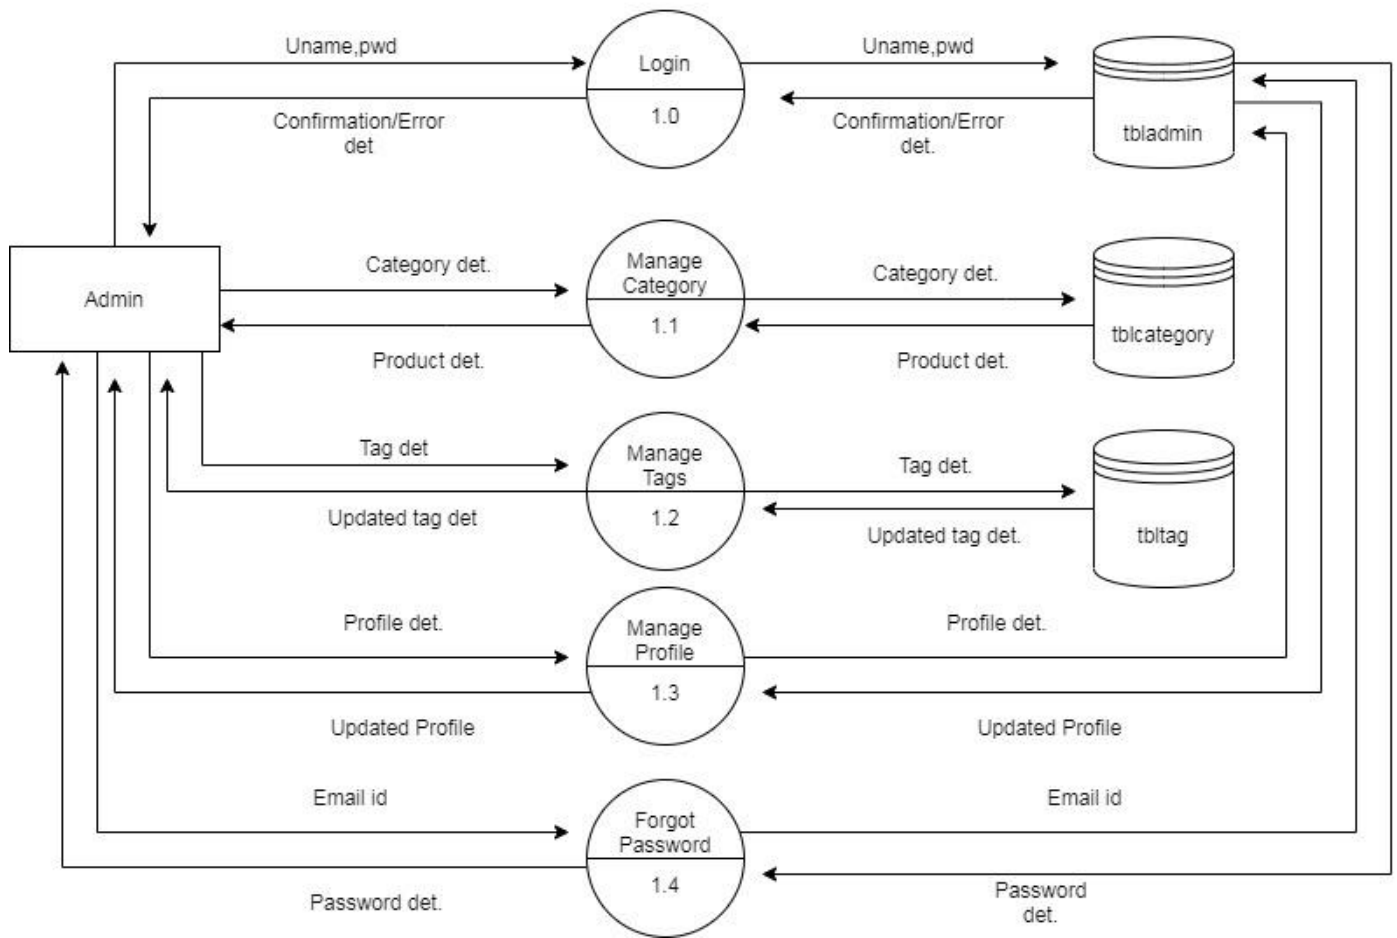 Uname,pwd
Login
Uname,pwd
1.0
Confirmation/Error
det
Confirmation/Error
det.
tbladmin
Admin
Category det.
Manage
Category
Category det.
1.1
Product det.
Product det.
tblcategory
Tag det
Manage
Tags
Tag det.
1.2
Updated tag det
Updated tag det.
tbltag
Profile det.
Manage
Profile
Profile det.
1.3
Updated Profile
Updated Profile
Email id
Forgot
Password
Email id
1.4
Password det.
Password
det.